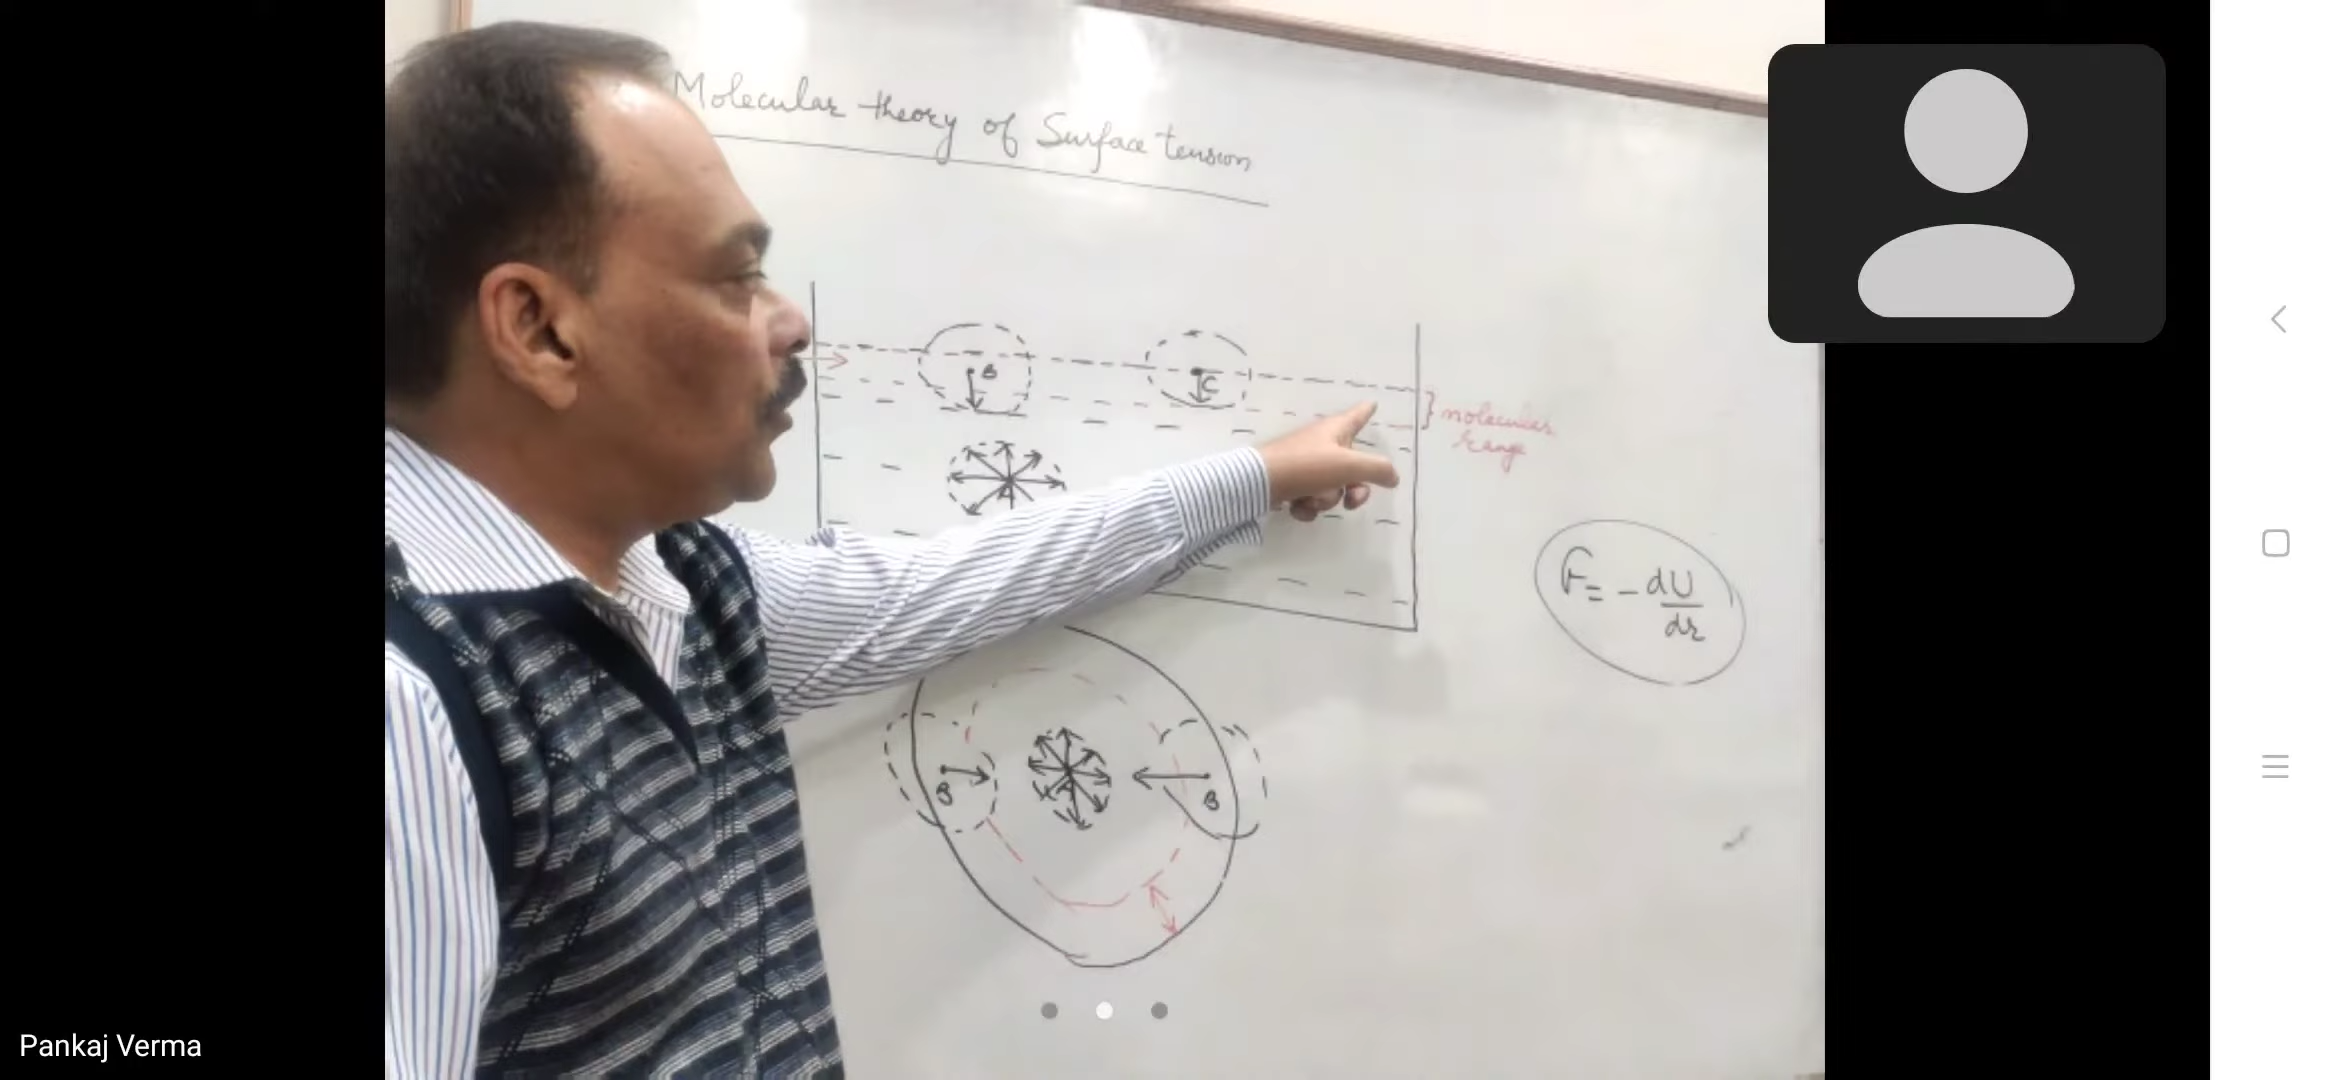 Molecular theory of Surface tension
B
C
molecular
range
A
F = - dU
dr
B
A
B
Pankaj Verma